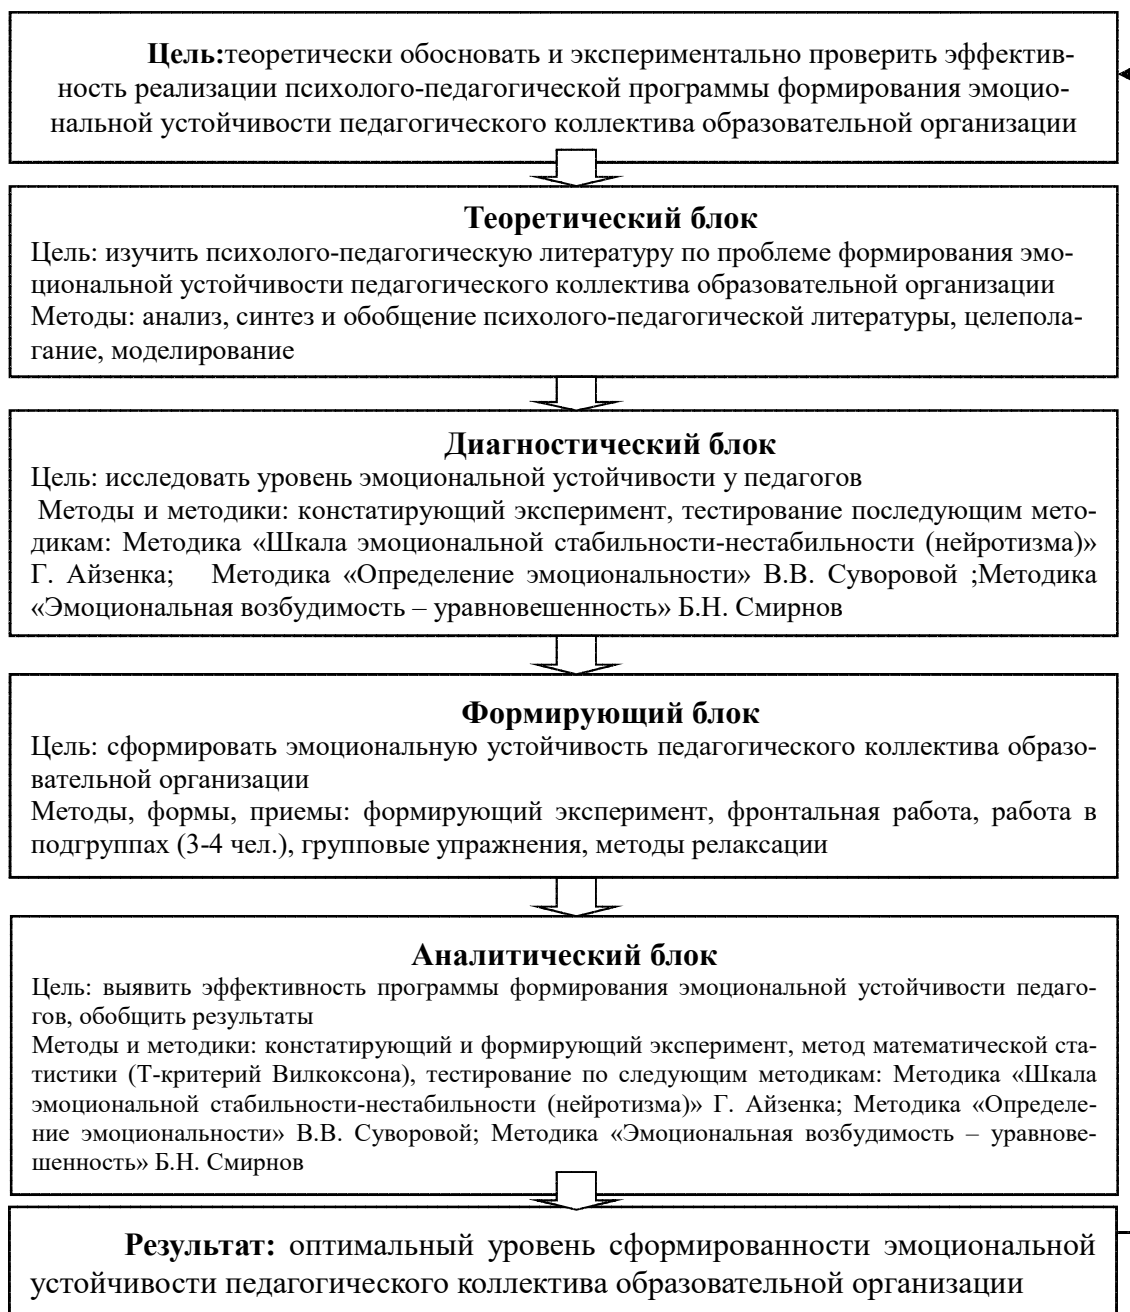 Цель:теоретически обосновать и экспериментально проверить эффектив-
ность реализации психолого-педагогической программы формирования эмоцио-
нальной устойчивости педагогического коллектива образовательной организации
Теоретический блок
Цель: изучить психолого-педагогическую литературу по проблеме формирования эмо-
циональной устойчивости педагогического коллектива образовательной организации
Методы: анализ, синтез и обобщение психолого-педагогической литературы, целепола-
гание, моделирование
Диагностический блок
Цель: исследовать уровень эмоциональной устойчивости у педагогов
Методы и методики: констатирующий эксперимент, тестирование последующим мето-
дикам: Методика «Шкала эмоциональной стабильности-нестабильности (нейротизма)»
Г. Айзенка; Методика «Определение эмоциональности» В.В. Суворовой ;Методика
«Эмоциональная возбудимость – уравновешенность» Б.Н. Смирнов
Формирующий блок
Цель: сформировать эмоциональную устойчивость педагогического коллектива образо-
вательной организации
Методы, формы, приемы: формирующий эксперимент, фронтальная работа, работа в
подгруппах (3-4 чел.), групповые упражнения, методы релаксации
Аналитический блок
Цель: выявить эффективность программы формирования эмоциональной устойчивости педаго-
гов, обобщить результаты
Методы и методики: констатирующий и формирующий эксперимент, метод математической ста-
тистики (Т-критерий Вилкоксона), тестирование по следующим методикам: Методика «Шкала
эмоциональной стабильности-нестабильности (нейротизма)» Г. Айзенка; Методика «Определе-
ние эмоциональности» В.В. Суворовой; Методика «Эмоциональная возбудимость – уравнове-
шенность» Б.Н. Смирнов
Результат: оптимальный уровень сформированности эмоциональной
устойчивости педагогического коллектива образовательной организации